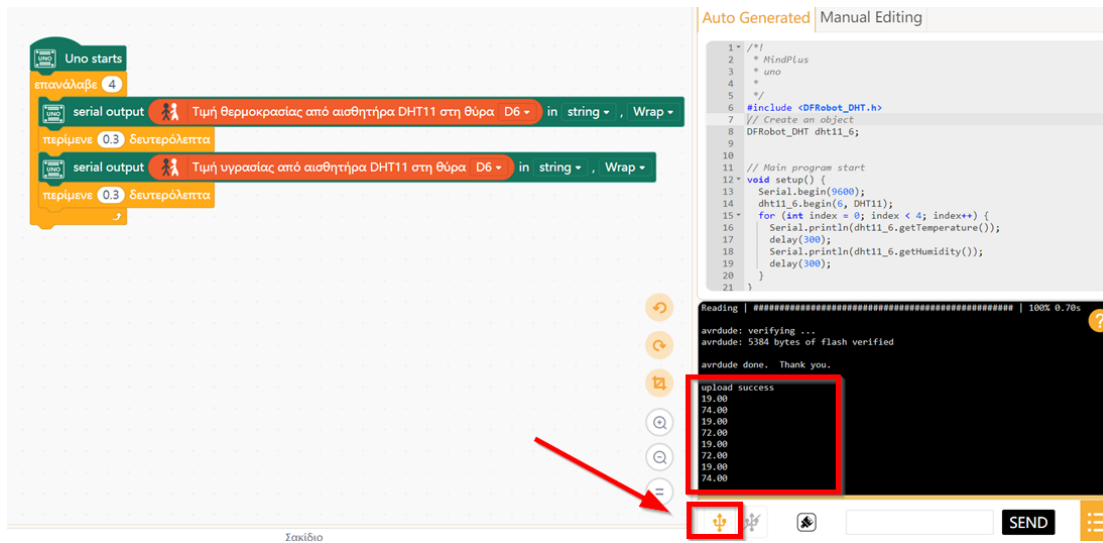 Uno starts
επανάλαβε 4
serial output Τιμή θερμοκρασίας από αισθητήρα DHT11 στη θύρα D6 in string , Wrap
περίμενε 0.3 δευτερόλεπτα
serial output Τιμή υγρασίας από αισθητήρα DHT11 στη θύρα D6 in string , Wrap
περίμενε 0.3 δευτερόλεπτα
Σακίδιο
Auto Generated Manual Editing
1 /*!
2 * MindPlus
3 * uno
4 *
5 */
6 #include <DFRobot_DHT.h>
7 // Create an object
8 DFRobot_DHT dht11_6;
9
10
11 // Main program start
12 void setup() {
13 Serial.begin(9600);
14 dht11_6.begin(6, DHT11);
15 for (int index = 0; index < 4; index++) {
16 Serial.println(dht11_6.getTemperature());
17 delay(300);
18 Serial.println(dht11_6.getHumidity());
19 delay(300);
20 }
21 }
Reading | ################################################## | 100% 0.70s
avrdude: verifying ...
avrdude: 5384 bytes of flash verified
avrdude done. Thank you.
upload success
19.00
74.00
19.00
72.00
19.00
72.00
19.00
74.00
SEND